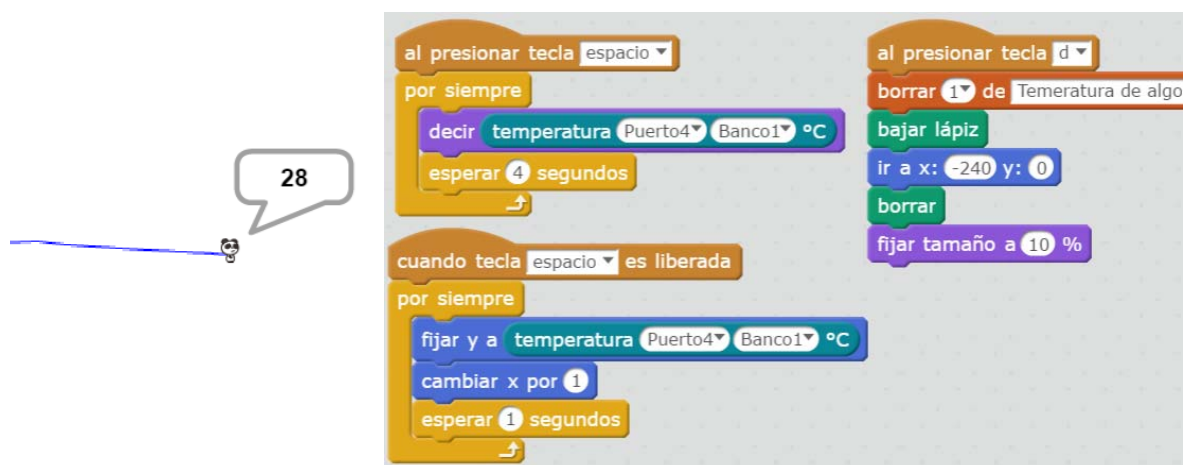 28
al presionar tecla espacio
por siempre
decir temperatura Puerto4 Banco1 °C
esperar 4 segundos
cuando tecla espacio es liberada
por siempre
fijar y a temperatura Puerto4 Banco1 °C
cambiar x por 1
esperar 1 segundos
al presionar tecla d
borrar 1 de Temeratura de algo
bajar lápiz
ir a x: -240 y: 0
borrar
fijar tamaño a 10 %